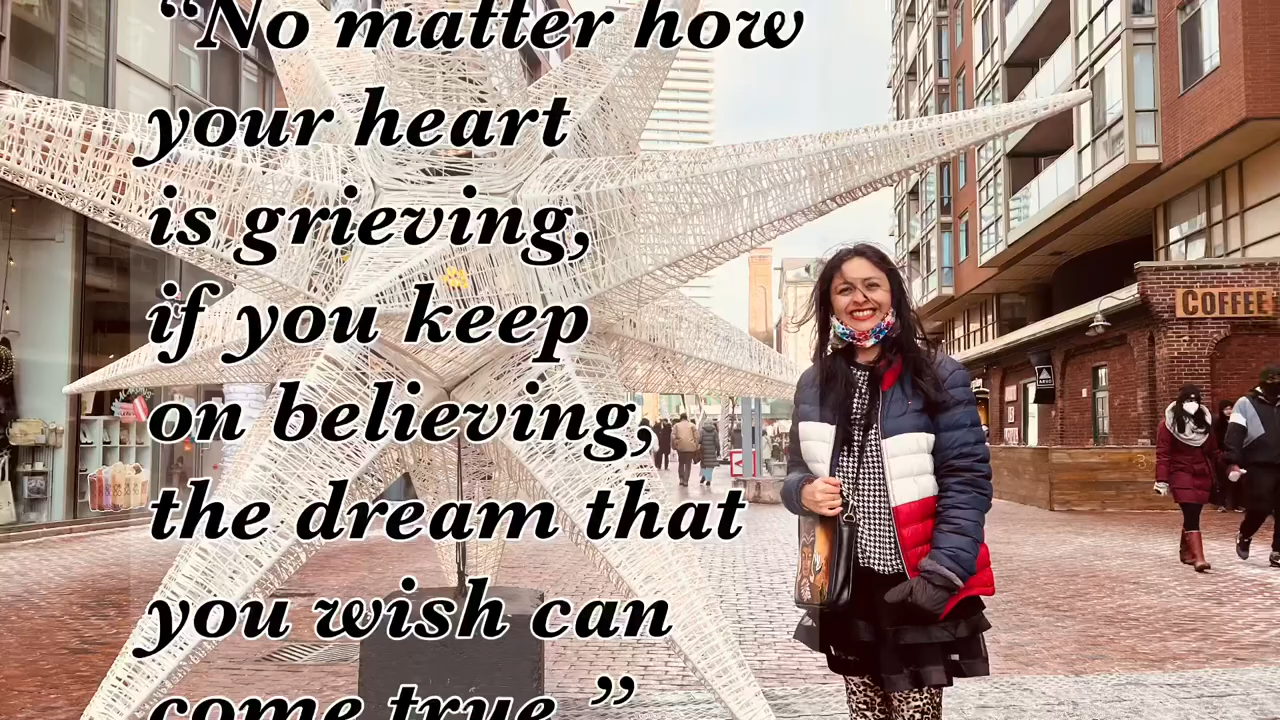 “No matter how
your heart
is grieving,
if you keep
on believing,
the dream that
you wish can
come true.”
COFFEE